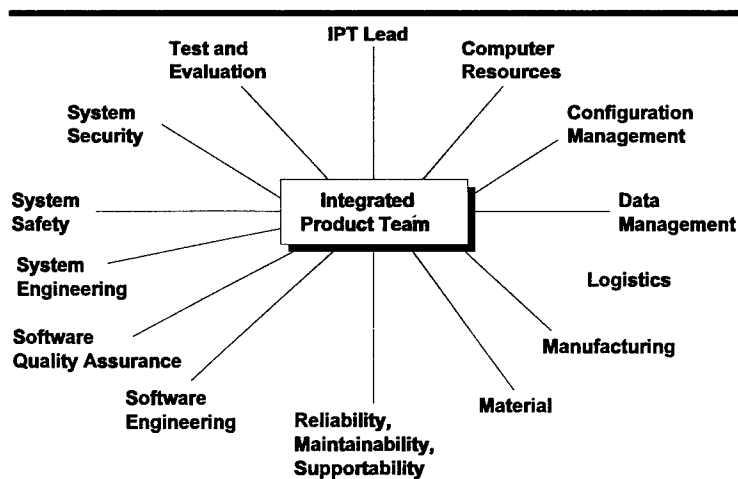 IPT Lead
Test and
Evaluation
Computer
Resources
System
Security
Configuration
Management
Integrated
Product Team
System
Safety
Data
Management
System
Engineering
Logistics
Software
Quality Assurance
Manufacturing
Software
Engineering
Material
Reliability,
Maintainability,
Supportability